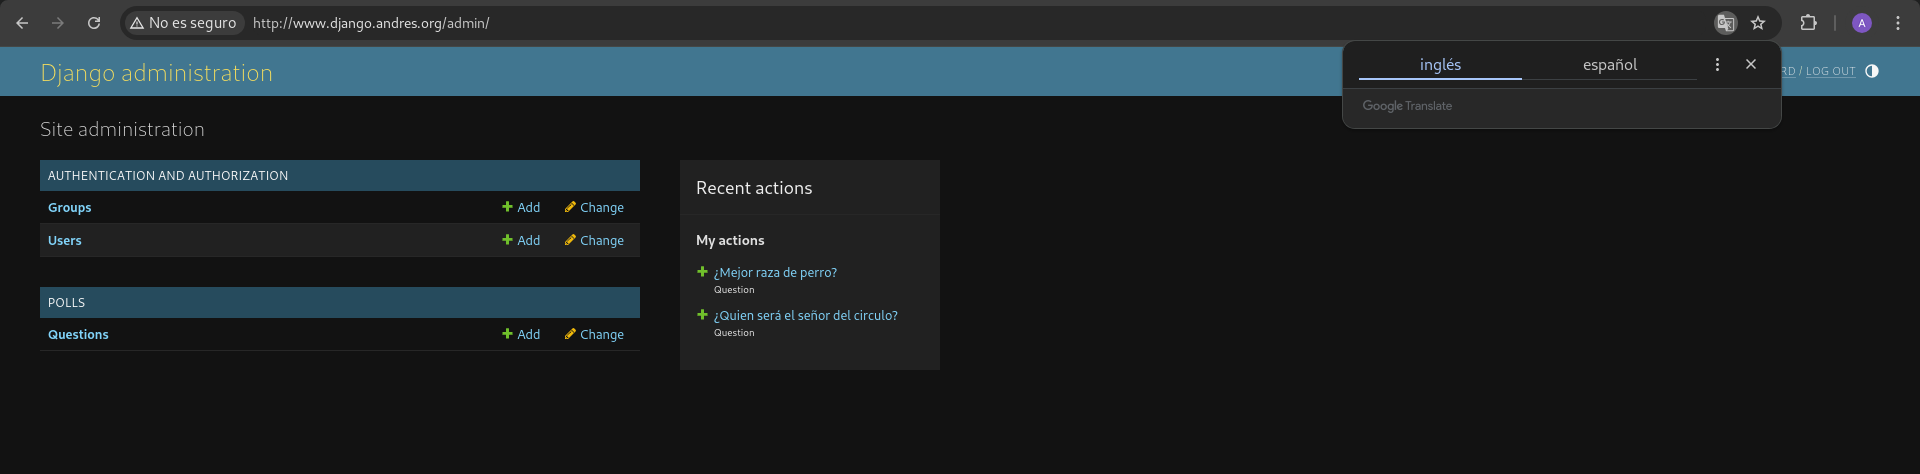 No es seguro http://www.django.andres.org/admin/ A
Django administration
inglés español
RD / LOG OUT
Google Translate
Site administration
AUTHENTICATION AND AUTHORIZATION
Groups Add Change
Users Add Change
POLLS
Questions Add Change
Recent actions
My actions
¿Mejor raza de perro?
Question
¿Quien será el señor del circulo?
Question